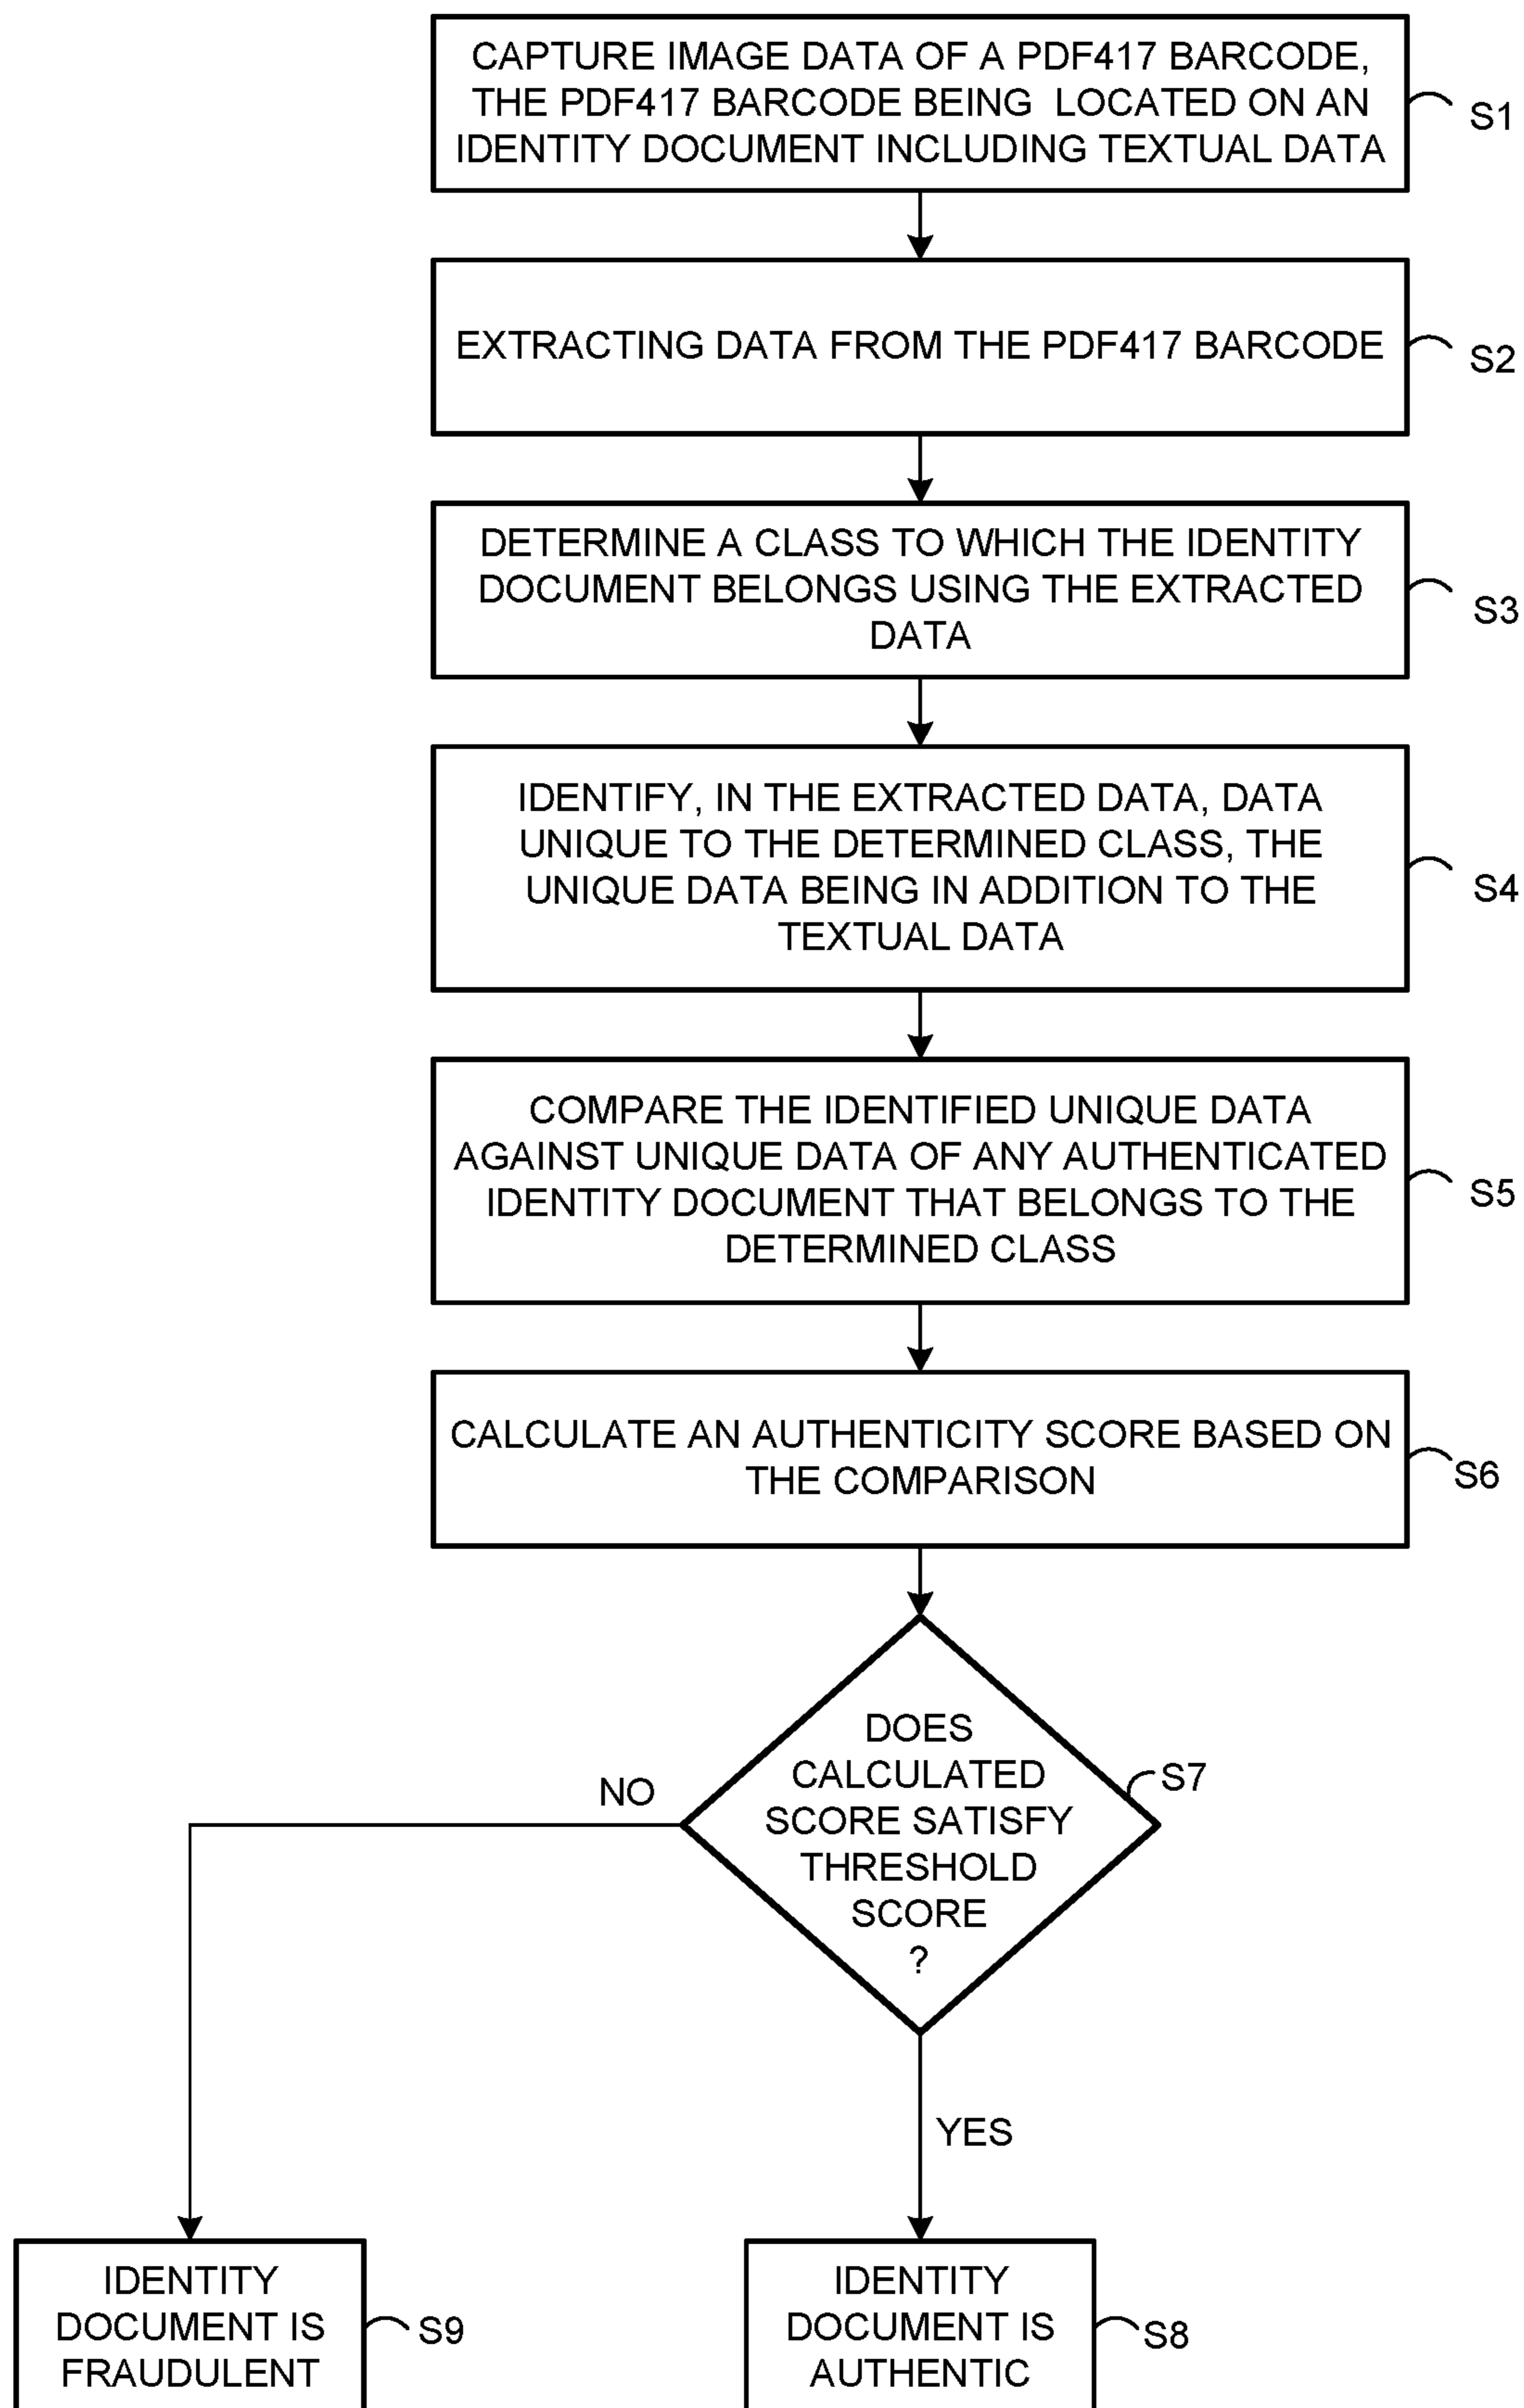 CAPTURE IMAGE DATA OF A PDF417 BARCODE,
THE PDF417 BARCODE BEING LOCATED ON AN
IDENTITY DOCUMENT INCLUDING TEXTUAL DATA
S1
EXTRACTING DATA FROM THE PDF417 BARCODE
S2
DETERMINE A CLASS TO WHICH THE IDENTITY
DOCUMENT BELONGS USING THE EXTRACTED
DATA
S3
IDENTIFY, IN THE EXTRACTED DATA, DATA
UNIQUE TO THE DETERMINED CLASS, THE
UNIQUE DATA BEING IN ADDITION TO THE
TEXTUAL DATA
S4
COMPARE THE IDENTIFIED UNIQUE DATA
AGAINST UNIQUE DATA OF ANY AUTHENTICATED
IDENTITY DOCUMENT THAT BELONGS TO THE
DETERMINED CLASS
S5
CALCULATE AN AUTHENTICITY SCORE BASED ON
THE COMPARISON
S6
DOES
CALCULATED
SCORE SATISFY
THRESHOLD
SCORE
?
S7
NO
YES
IDENTITY
DOCUMENT IS
FRAUDULENT
S9
IDENTITY
DOCUMENT IS
AUTHENTIC
S8